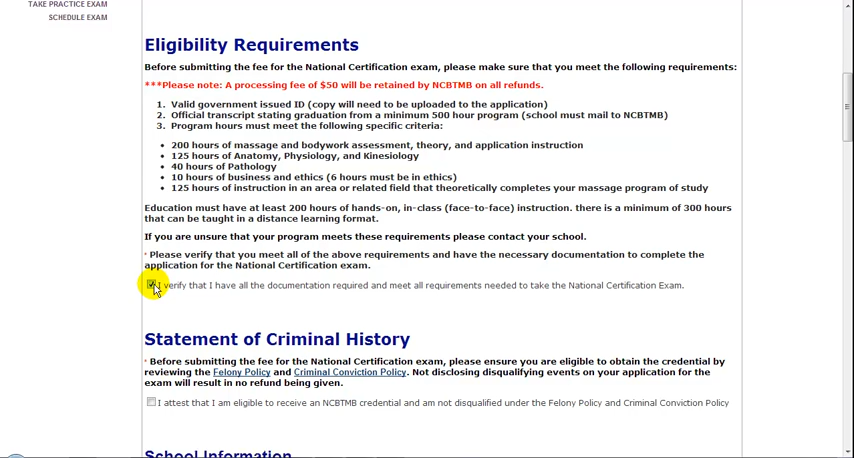 TAKE PRACTICE EXAM
SCHEDULE EXAM
Eligibility Requirements
Before submitting the fee for the National Certification exam, please make sure that you meet the following requirements:
***Please note: A processing fee of $50 will be retained by NCBTMB on all refunds.
1. Valid government issued ID (copy will need to be uploaded to the application)
2. Official transcript stating graduation from a minimum 500 hour program (school must mail to NCBTMB)
3. Program hours must meet the following specific criteria:
• 200 hours of massage and bodywork assessment, theory, and application instruction
• 125 hours of Anatomy, Physiology, and Kinesiology
• 40 hours of Pathology
• 10 hours of business and ethics (6 hours must be in ethics)
• 125 hours of instruction in an area or related field that theoretically completes your massage program of study
Education must have at least 200 hours of hands-on, in-class (face-to-face) instruction. there is a minimum of 300 hours
that can be taught in a distance learning format.
If you are unsure that your program meets these requirements please contact your school.
* Please verify that you meet all of the above requirements and have the necessary documentation to complete the
application for the National Certification exam.
I verify that I have all the documentation required and meet all requirements needed to take the National Certification Exam.
Statement of Criminal History
* Before submitting the fee for the National Certification exam, please ensure you are eligible to obtain the credential by
reviewing the Felony Policy and Criminal Conviction Policy. Not disclosing disqualifying events on your application for the
exam will result in no refund being given.
I attest that I am eligible to receive an NCBTMB credential and am not disqualified under the Felony Policy and Criminal Conviction Policy
School Information